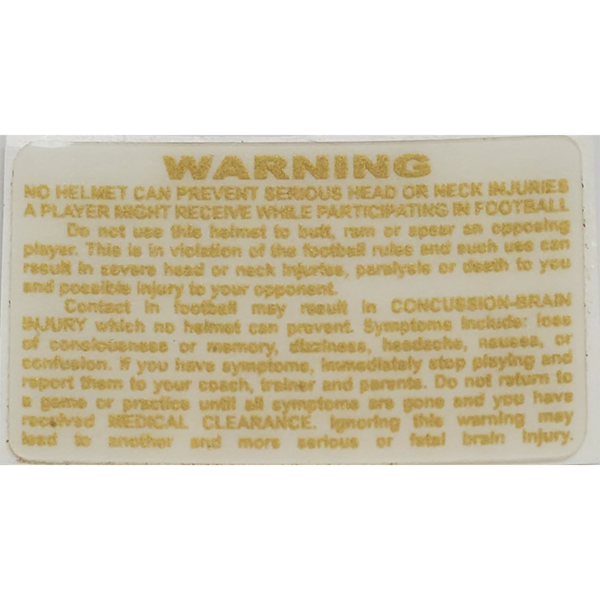 WARNING
NO HELMET CAN PREVENT SERIOUS HEAD OR NECK INJURIES
A PLAYER MIGHT RECEIVE WHILE PARTICIPATING IN FOOTBALL
Do not use this helmet to butt, ram or spear an opposing
player. This is in violation of the football rules and such use can
result in severe head or neck injuries, paralysis or death to you
and possible injury to your opponent.
Contact in football may result in CONCUSSION-BRAIN
INJURY which no helmet can prevent. Symptoms include: loss
of consciousness or memory, dizziness, headache, nausea, or
confusion. If you have symptoms, immediately stop playing and
report them to your coach, trainer and parents. Do not return to
a game or practice until all symptoms are gone and you have
received MEDICAL CLEARANCE. Ignoring this warning may
lead to another and more serious or fatal brain injury.